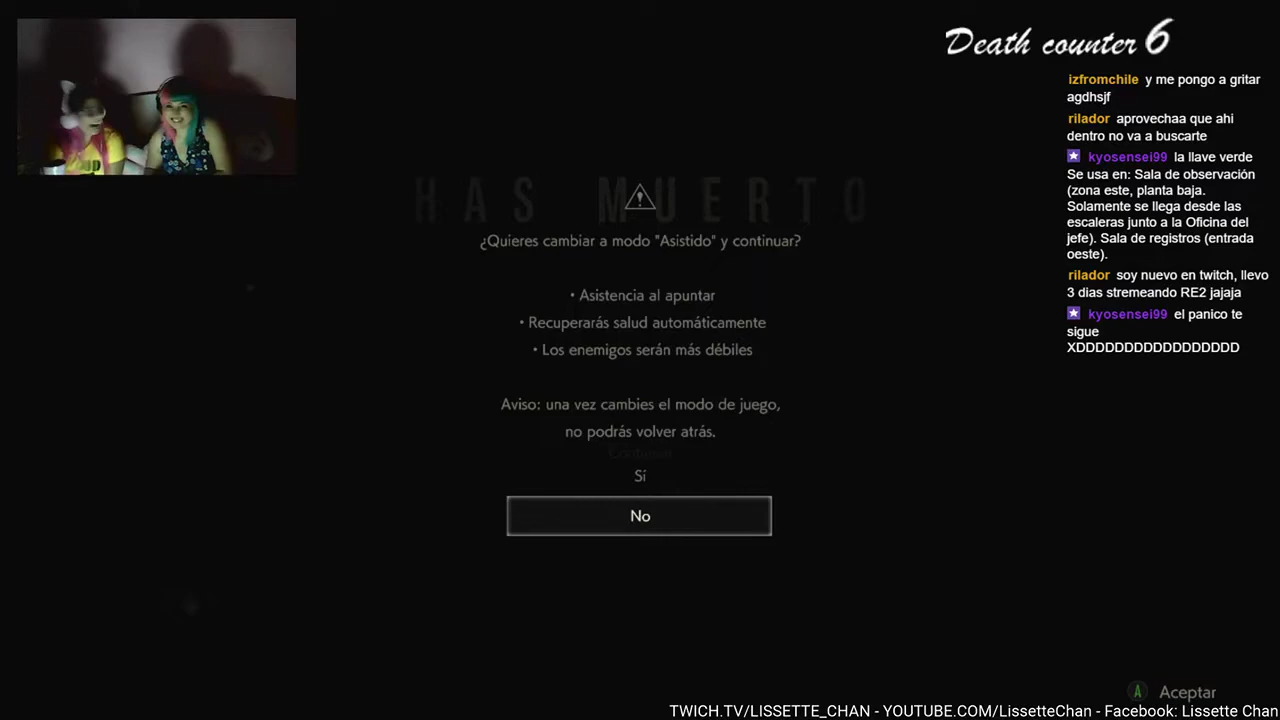 Death counter 6
izfromchile y me pongo a gritar
agdhsjf
rilador aprovechaa que ahi
dentro no va a buscarte
kyosensei99 la llave verde
Se usa en: Sala de observación
(zona este, planta baja.
Solamente se llega desde las
escaleras junto a la Oficina del
jefe). Sala de registros (entrada
oeste).
rilador soy nuevo en twitch, llevo
3 dias stremeando RE2 jajaja
kyosensei99 el panico te
sigue
XDDDDDDDDDDDDDDDDD
HAS MUERTO
¿Quieres cambiar a modo "Asistido" y continuar?
• Asistencia al apuntar
• Recuperarás salud automáticamente
• Los enemigos serán más débiles
Aviso: una vez cambies el modo de juego,
no podrás volver atrás.
Continuar
Sí
No
A Aceptar
TWICH.TV/LISSETTE_CHAN - YOUTUBE.COM/LissetteChan - Facebook: Lissette Chan